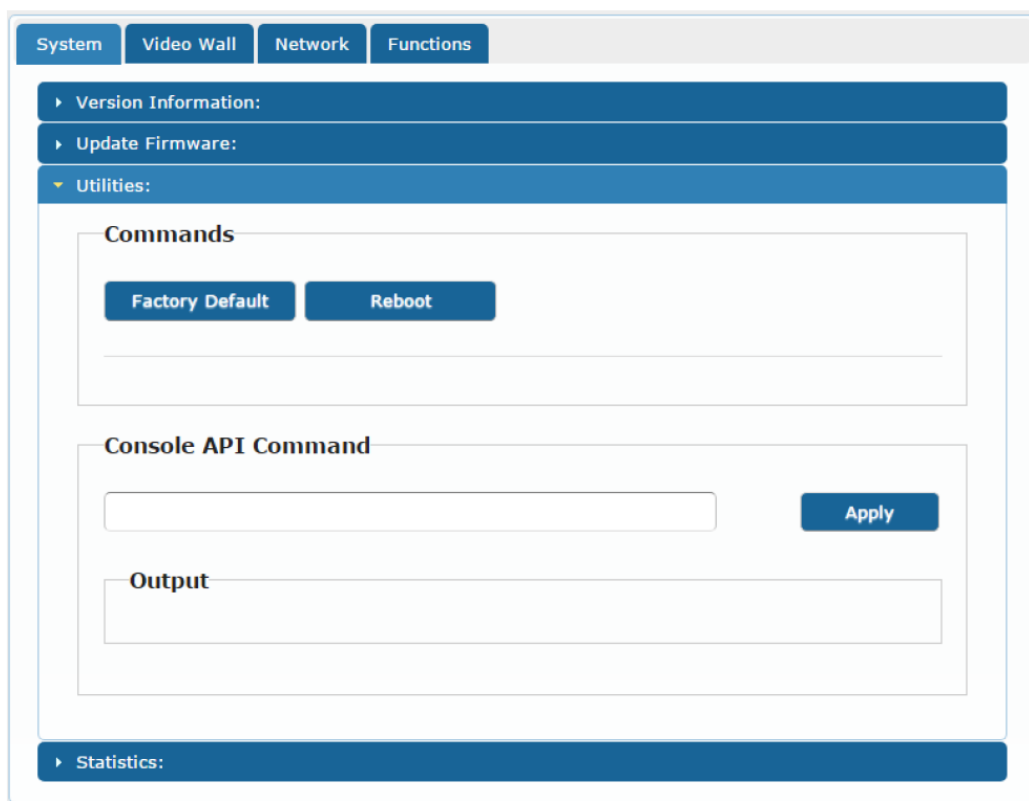 System Video Wall Network Functions
Version Information:
Update Firmware:
Utilities:
Commands
Factory Default Reboot
Console API Command
Apply
Output
Statistics: